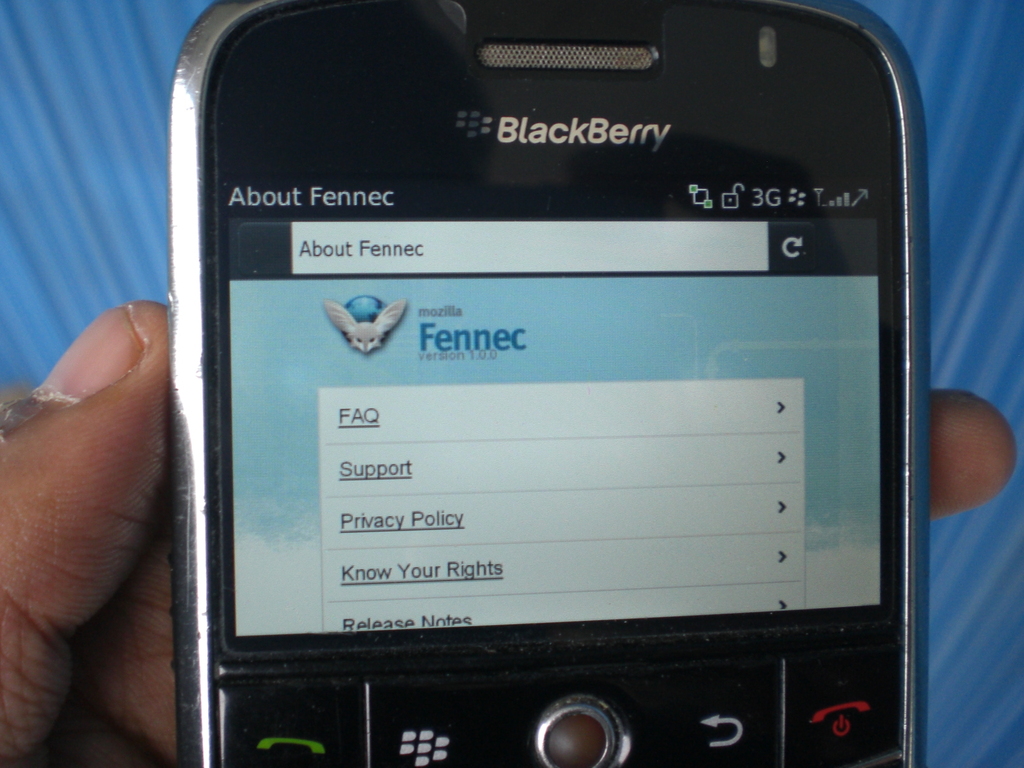 BlackBerry
About Fennec 3G
About Fennec
mozilla
Fennec
version 1.0.0
FAQ
Support
Privacy Policy
Know Your Rights
Release Notes